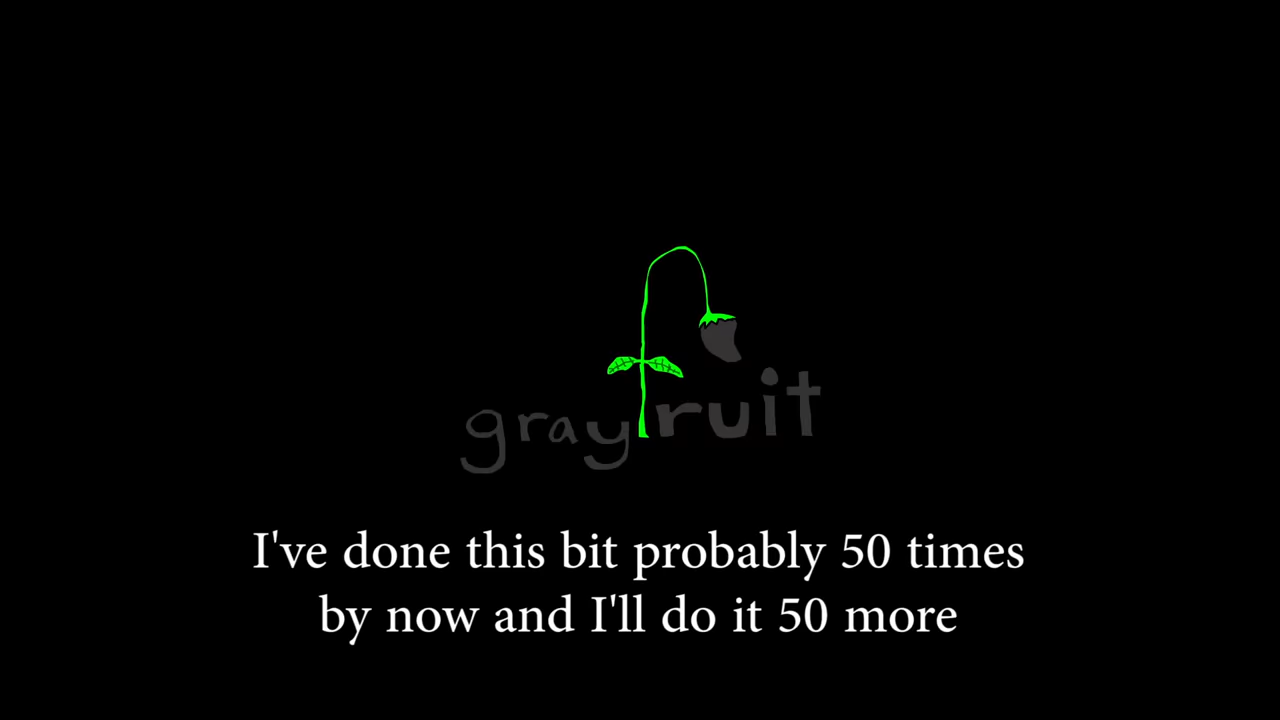 grayfruit
I've done this bit probably 50 times
by now and I'll do it 50 more